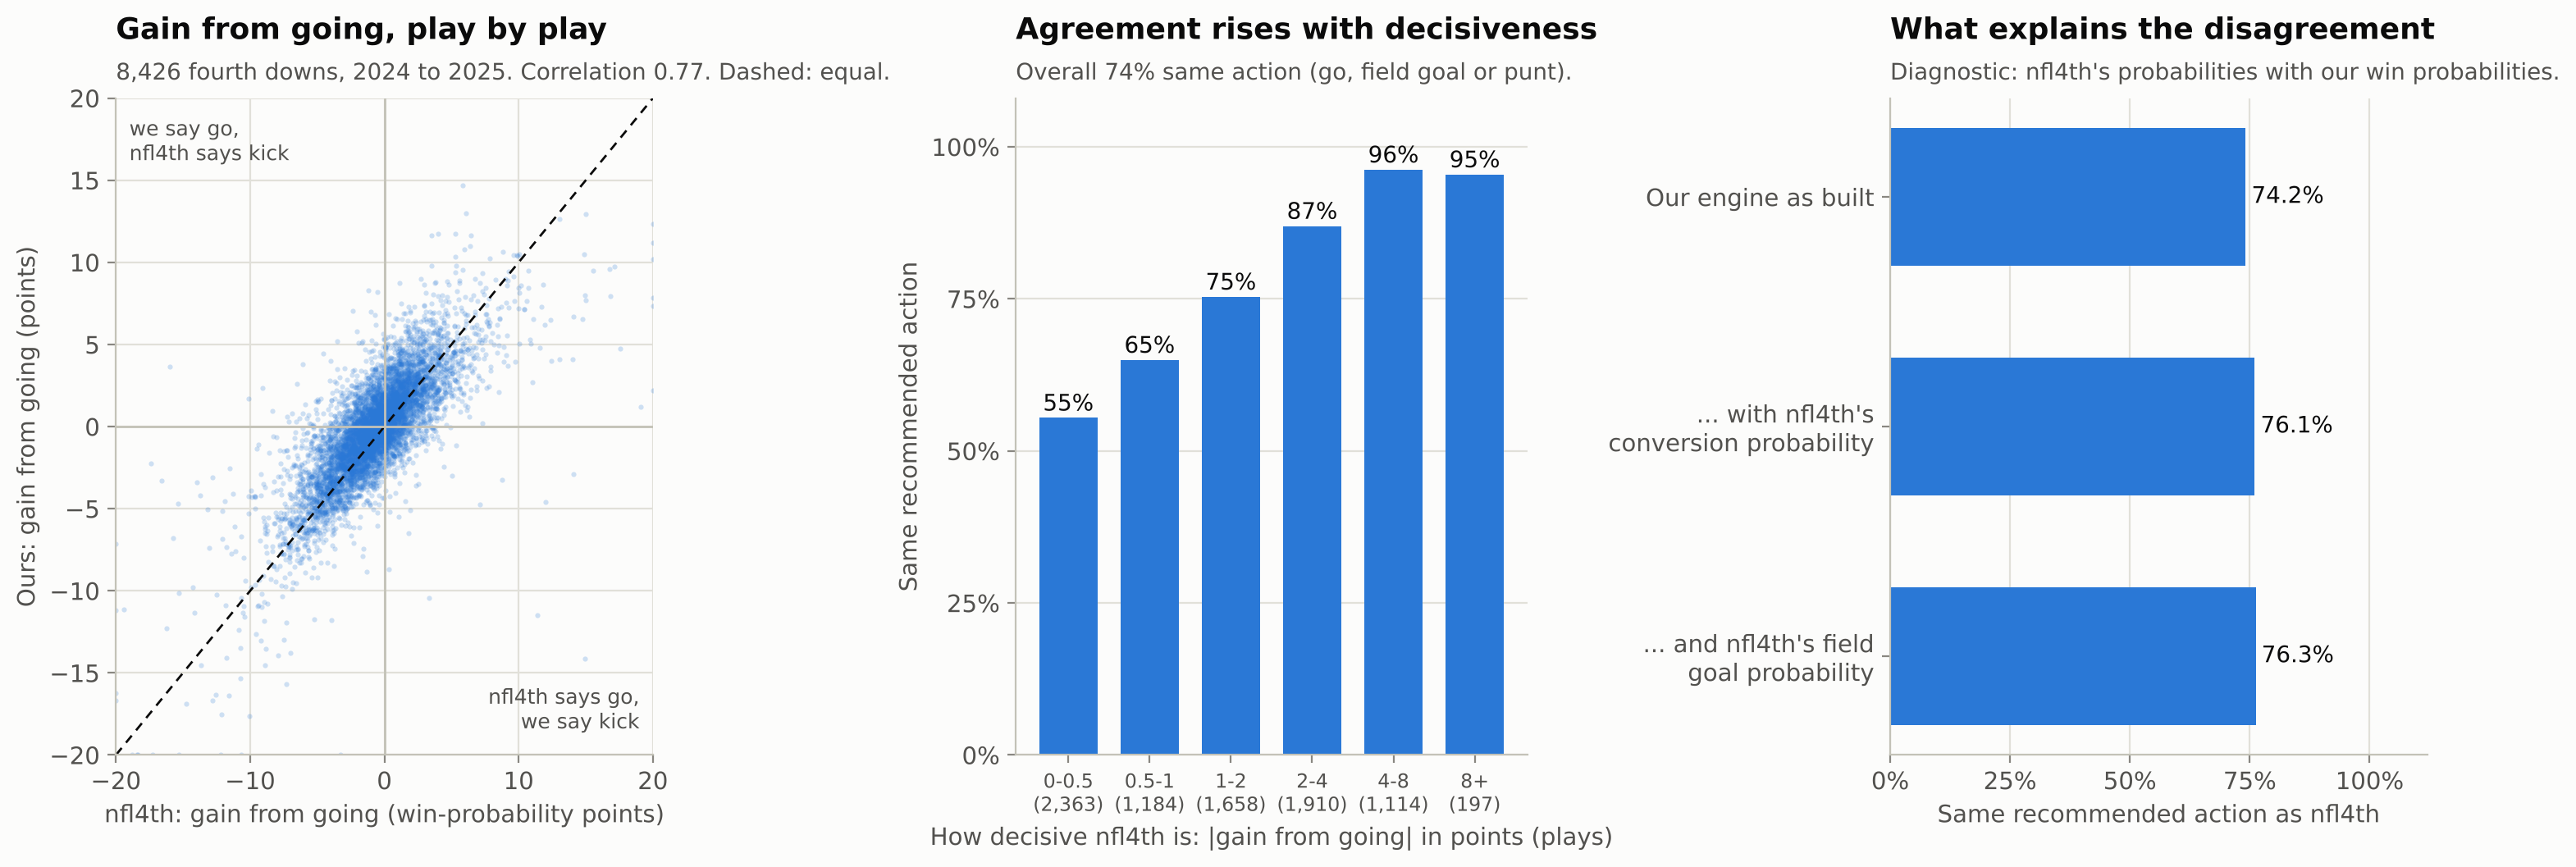 Gain from going, play by play
8,426 fourth downs, 2024 to 2025. Correlation 0.77. Dashed: equal.
20
15
10
5
0
−5
−10
−15
−20
Ours: gain from going (points)
we say go,
nfl4th says kick
nfl4th says go,
we say kick
−20
−10
0
10
20
nfl4th: gain from going (win-probability points)
Agreement rises with decisiveness
Overall 74% same action (go, field goal or punt).
100%
75%
50%
25%
0%
Same recommended action
55%
65%
75%
87%
96%
95%
0-0.5
(2,363)
0.5-1
(1,184)
1-2
(1,658)
2-4
(1,910)
4-8
(1,114)
8+
(197)
How decisive nfl4th is: |gain from going| in points (plays)
What explains the disagreement
Diagnostic: nfl4th's probabilities with our win probabilities.
Our engine as built
74.2%
... with nfl4th's
conversion probability
76.1%
... and nfl4th's field
goal probability
76.3%
0%
25%
50%
75%
100%
Same recommended action as nfl4th